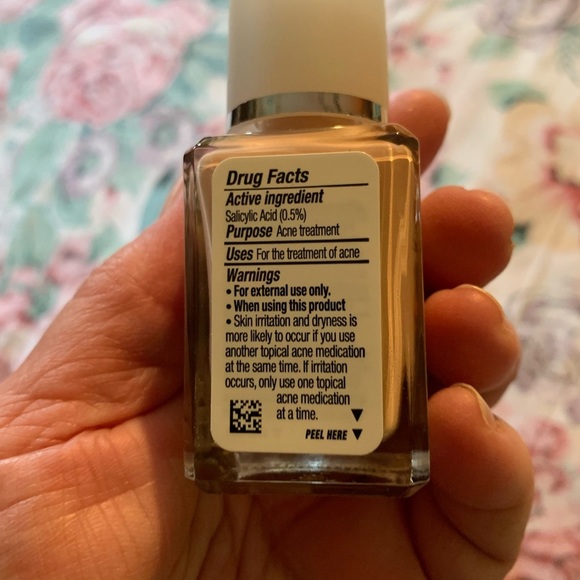 Drug Facts
Active ingredient
Salicylic Acid (0.5%)
Purpose Acne treatment
Uses For the treatment of acne
Warnings
• For external use only.
• When using this product
• Skin irritation and dryness is
more likely to occur if you use
another topical acne medication
at the same time. If irritation
occurs, only use one topical
acne medication
at a time.
PEEL HERE